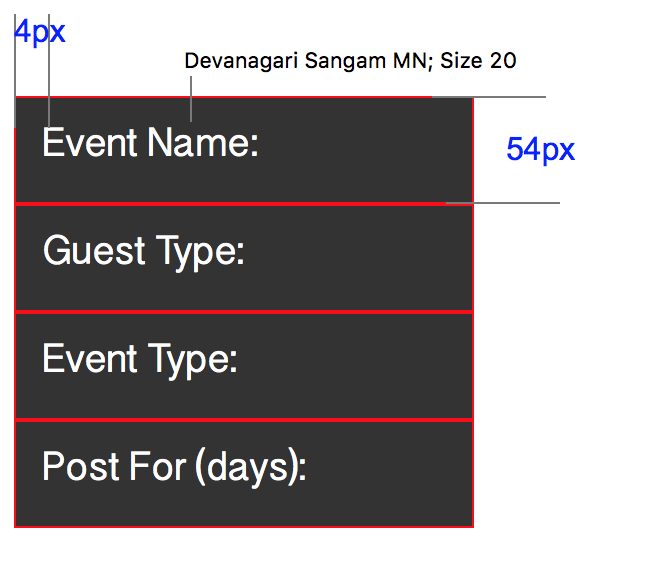 4px
Devanagari Sangam MN; Size 20
Event Name:
54px
Guest Type:
Event Type:
Post For (days):